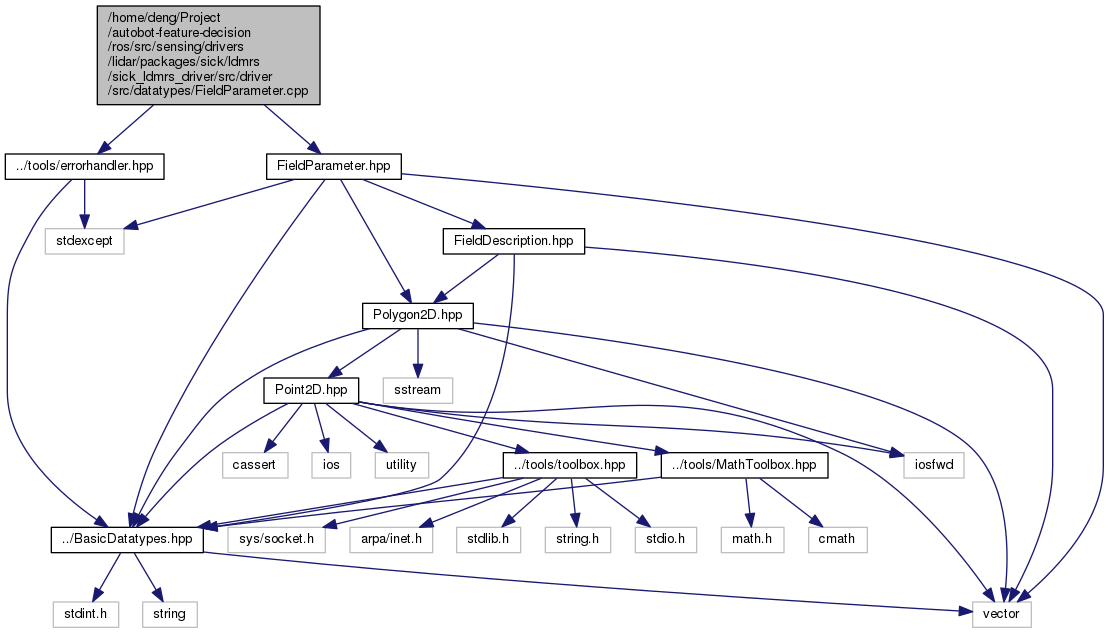 /home/deng/Project
/autobot-feature-decision
/ros/src/sensing/drivers
/lidar/packages/sick/ldmrs
/sick_ldmrs_driver/src/driver
/src/datatypes/FieldParameter.cpp
../tools/errorhandler.hpp
FieldParameter.hpp
stdexcept
FieldDescription.hpp
Polygon2D.hpp
Point2D.hpp
sstream
cassert
ios
utility
../tools/toolbox.hpp
../tools/MathToolbox.hpp
iosfwd
../BasicDatatypes.hpp
sys/socket.h
arpa/inet.h
stdlib.h
string.h
stdio.h
math.h
cmath
stdint.h
string
vector